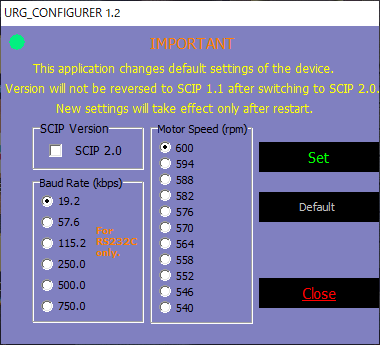 URG_CONFIGURER 1.2
IMPORTANT
This application changes default settings of the device.
Version will not be reversed to SCIP 1.1 after switching to SCIP 2.0.
New settings will take effect only after restart.
SCIP Version
SCIP 2.0
Baud Rate (kbps)
19.2
57.6
115.2
250.0
500.0
750.0
For
RS232C
only.
Motor Speed (rpm)
600
594
588
582
576
570
564
558
552
546
540
Set
Default
Close